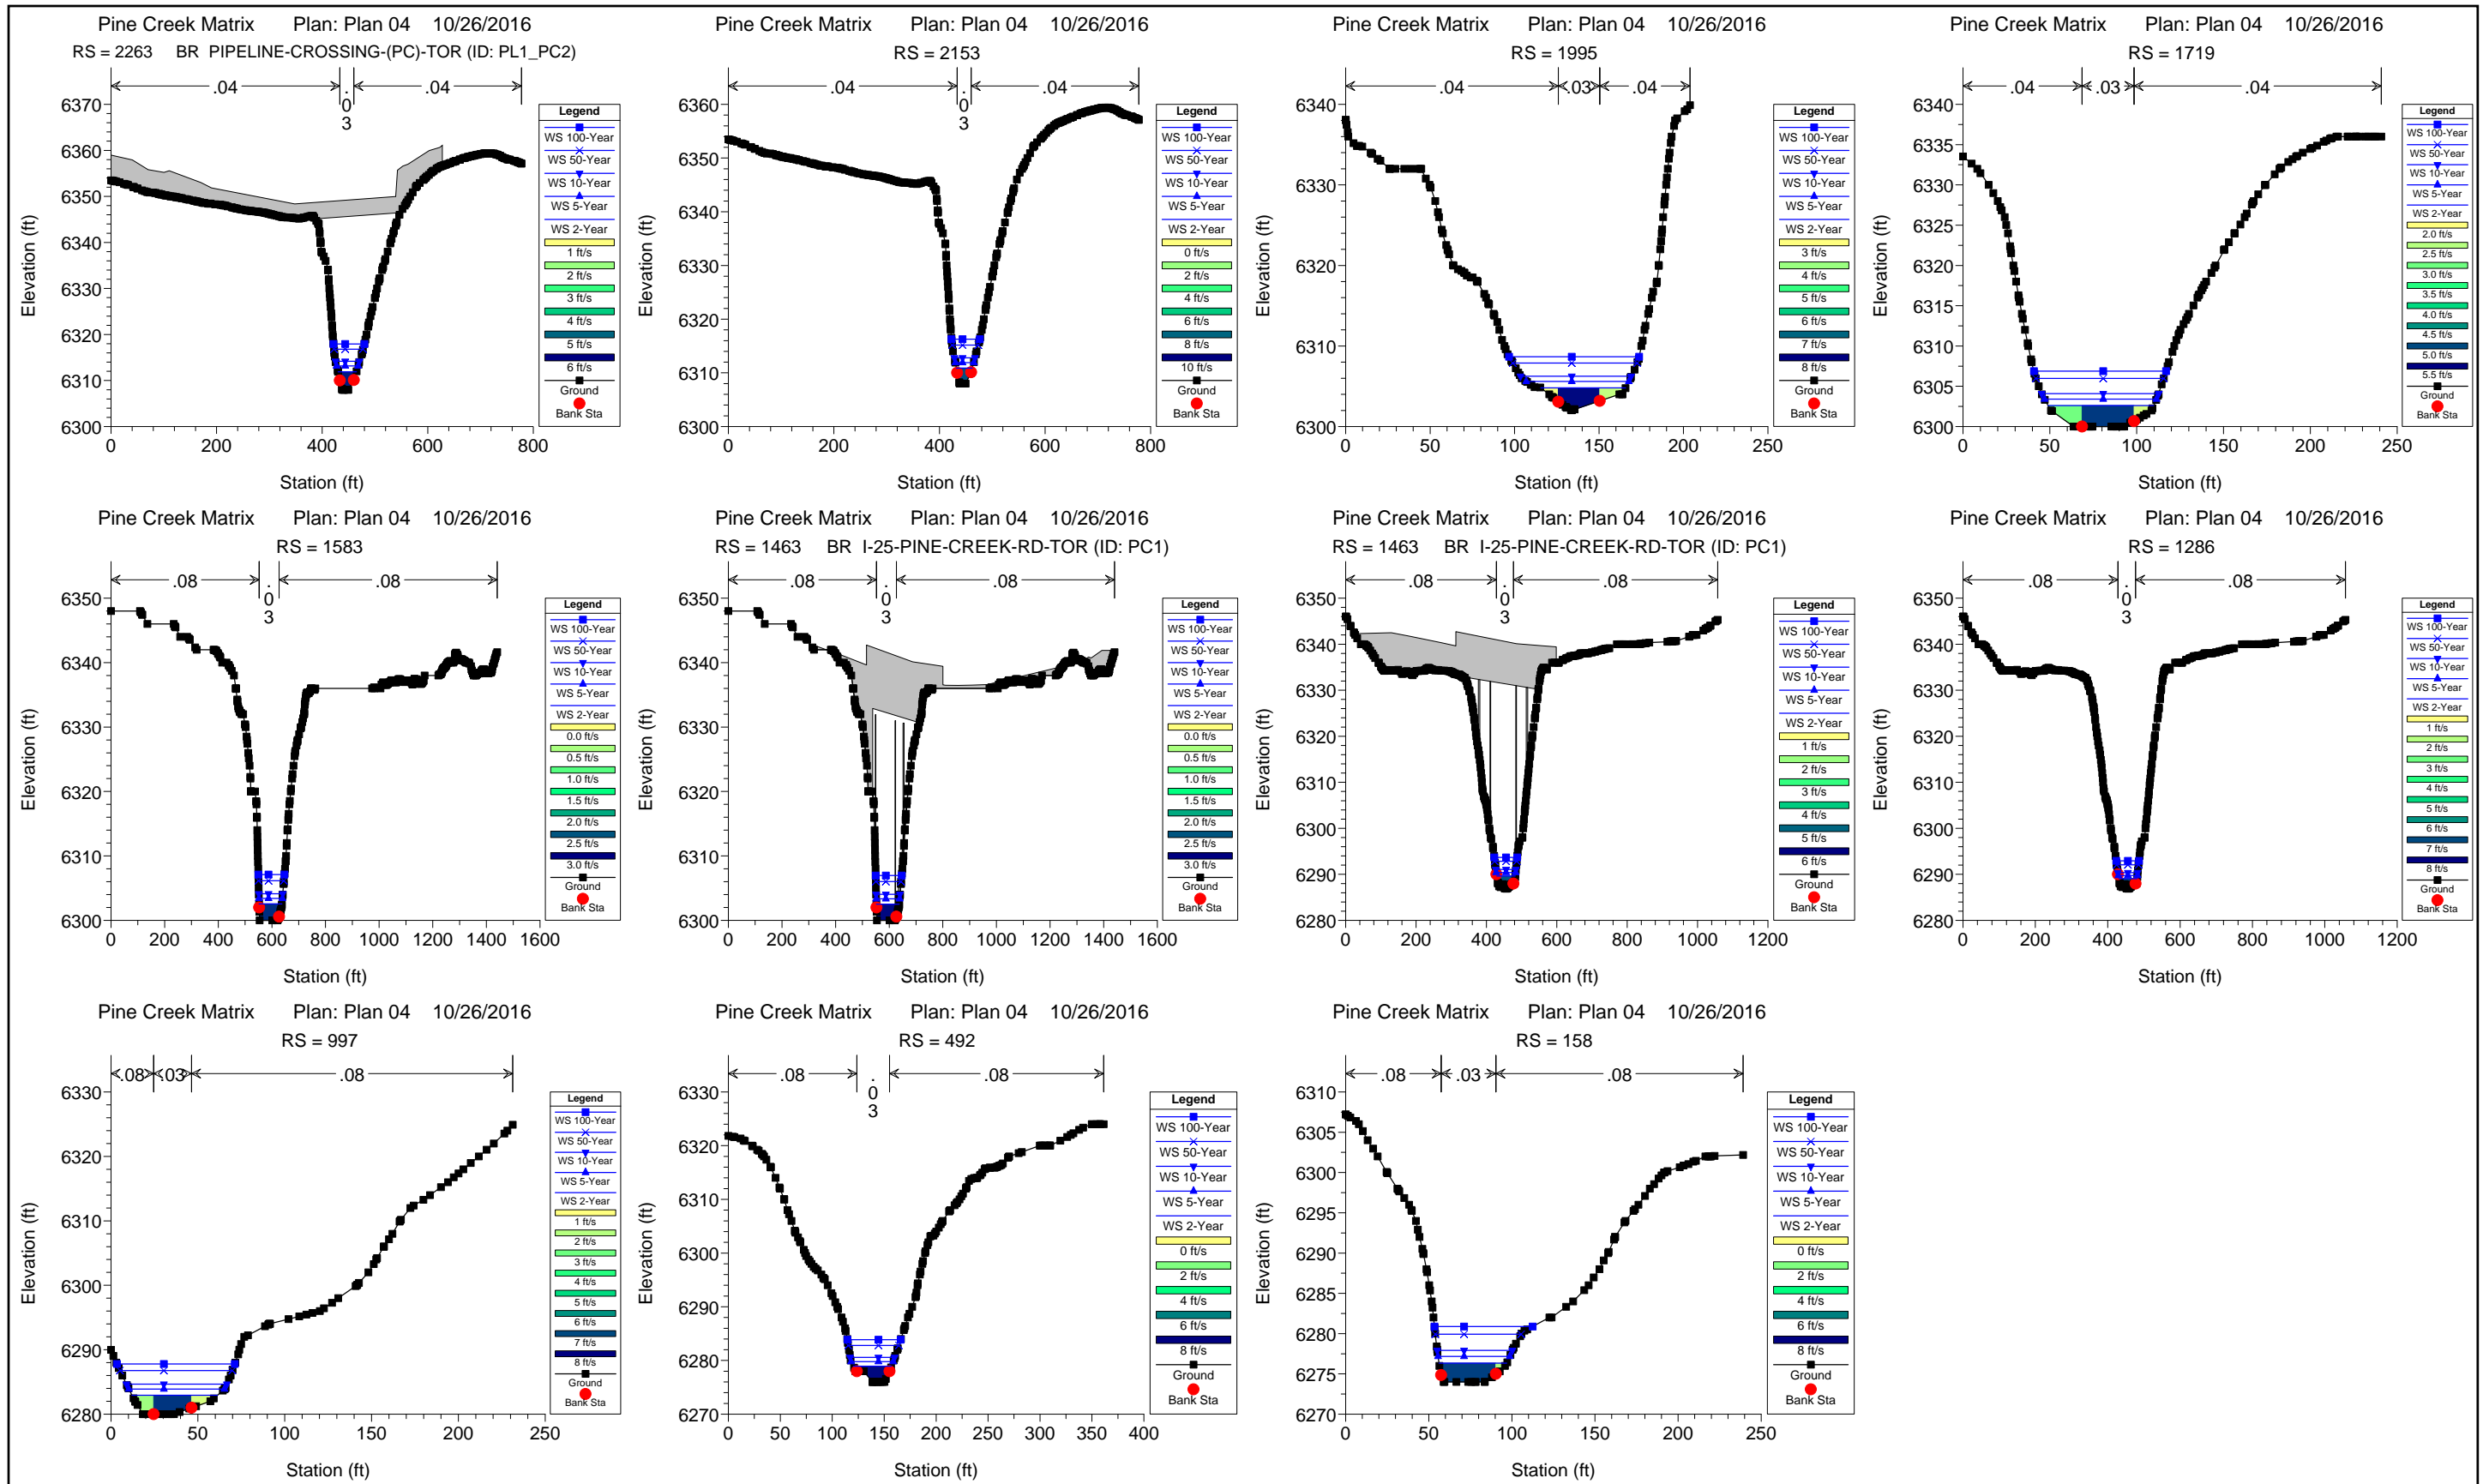 Pine Creek Matrix Plan: Plan 04 10/26/2016
RS = 2263 BR PIPELINE-CROSSING-(PC)-TOR (ID: PL1_PC2)
.04 .03 .04
Elevation (ft)
6370
6360
6350
6340
6330
6320
6310
6300
0 200 400 600 800
Station (ft)
Legend
WS 100-Year
WS 50-Year
WS 10-Year
WS 5-Year
WS 2-Year
1 ft/s
2 ft/s
3 ft/s
4 ft/s
5 ft/s
6 ft/s
Ground
Bank Sta
Pine Creek Matrix Plan: Plan 04 10/26/2016
RS = 2153
.04 .03 .04
Elevation (ft)
6360
6350
6340
6330
6320
6310
6300
0 200 400 600 800
Station (ft)
Legend
WS 100-Year
WS 50-Year
WS 10-Year
WS 5-Year
WS 2-Year
0 ft/s
2 ft/s
4 ft/s
6 ft/s
8 ft/s
10 ft/s
Ground
Bank Sta
Pine Creek Matrix Plan: Plan 04 10/26/2016
RS = 1995
.04 .03 .04
Elevation (ft)
6340
6330
6320
6310
6300
0 50 100 150 200 250
Station (ft)
Legend
WS 100-Year
WS 50-Year
WS 10-Year
WS 5-Year
WS 2-Year
3 ft/s
4 ft/s
5 ft/s
6 ft/s
7 ft/s
8 ft/s
Ground
Bank Sta
Pine Creek Matrix Plan: Plan 04 10/26/2016
RS = 1719
.04 .03 .04
Elevation (ft)
6340
6335
6330
6325
6320
6315
6310
6305
6300
0 50 100 150 200 250
Station (ft)
Legend
WS 100-Year
WS 50-Year
WS 10-Year
WS 5-Year
WS 2-Year
2.0 ft/s
2.5 ft/s
3.0 ft/s
3.5 ft/s
4.0 ft/s
4.5 ft/s
5.0 ft/s
5.5 ft/s
Ground
Bank Sta
Pine Creek Matrix Plan: Plan 04 10/26/2016
RS = 1583
.08 .03 .08
Elevation (ft)
6350
6340
6330
6320
6310
6300
0 200 400 600 800 1000 1200 1400 1600
Station (ft)
Legend
WS 100-Year
WS 50-Year
WS 10-Year
WS 5-Year
WS 2-Year
0.0 ft/s
0.5 ft/s
1.0 ft/s
1.5 ft/s
2.0 ft/s
2.5 ft/s
3.0 ft/s
Ground
Bank Sta
Pine Creek Matrix Plan: Plan 04 10/26/2016
RS = 1463 BR I-25-PINE-CREEK-RD-TOR (ID: PC1)
.08 .03 .08
Elevation (ft)
6350
6340
6330
6320
6310
6300
0 200 400 600 800 1000 1200 1400 1600
Station (ft)
Legend
WS 100-Year
WS 50-Year
WS 10-Year
WS 5-Year
WS 2-Year
0.0 ft/s
0.5 ft/s
1.0 ft/s
1.5 ft/s
2.0 ft/s
2.5 ft/s
3.0 ft/s
Ground
Bank Sta
Pine Creek Matrix Plan: Plan 04 10/26/2016
RS = 1463 BR I-25-PINE-CREEK-RD-TOR (ID: PC1)
.08 .03 .08
Elevation (ft)
6350
6340
6330
6320
6310
6300
6290
6280
0 200 400 600 800 1000 1200
Station (ft)
Legend
WS 100-Year
WS 50-Year
WS 10-Year
WS 5-Year
WS 2-Year
1 ft/s
2 ft/s
3 ft/s
4 ft/s
5 ft/s
6 ft/s
Ground
Bank Sta
Pine Creek Matrix Plan: Plan 04 10/26/2016
RS = 1286
.08 .03 .08
Elevation (ft)
6350
6340
6330
6320
6310
6300
6290
6280
0 200 400 600 800 1000 1200
Station (ft)
Legend
WS 100-Year
WS 50-Year
WS 10-Year
WS 5-Year
WS 2-Year
1 ft/s
2 ft/s
3 ft/s
4 ft/s
5 ft/s
6 ft/s
7 ft/s
8 ft/s
Ground
Bank Sta
Pine Creek Matrix Plan: Plan 04 10/26/2016
RS = 997
.08 .03 .08
Elevation (ft)
6330
6320
6310
6300
6290
6280
0 50 100 150 200 250
Station (ft)
Legend
WS 100-Year
WS 50-Year
WS 10-Year
WS 5-Year
WS 2-Year
1 ft/s
2 ft/s
3 ft/s
4 ft/s
5 ft/s
6 ft/s
7 ft/s
8 ft/s
Ground
Bank Sta
Pine Creek Matrix Plan: Plan 04 10/26/2016
RS = 492
.08 .03 .08
Elevation (ft)
6330
6320
6310
6300
6290
6280
6270
0 50 100 150 200 250 300 350 400
Station (ft)
Legend
WS 100-Year
WS 50-Year
WS 10-Year
WS 5-Year
WS 2-Year
0 ft/s
2 ft/s
4 ft/s
6 ft/s
8 ft/s
Ground
Bank Sta
Pine Creek Matrix Plan: Plan 04 10/26/2016
RS = 158
.08 .03 .08
Elevation (ft)
6310
6305
6300
6295
6290
6285
6280
6275
6270
0 50 100 150 200 250
Station (ft)
Legend
WS 100-Year
WS 50-Year
WS 10-Year
WS 5-Year
WS 2-Year
0 ft/s
2 ft/s
4 ft/s
6 ft/s
8 ft/s
Ground
Bank Sta